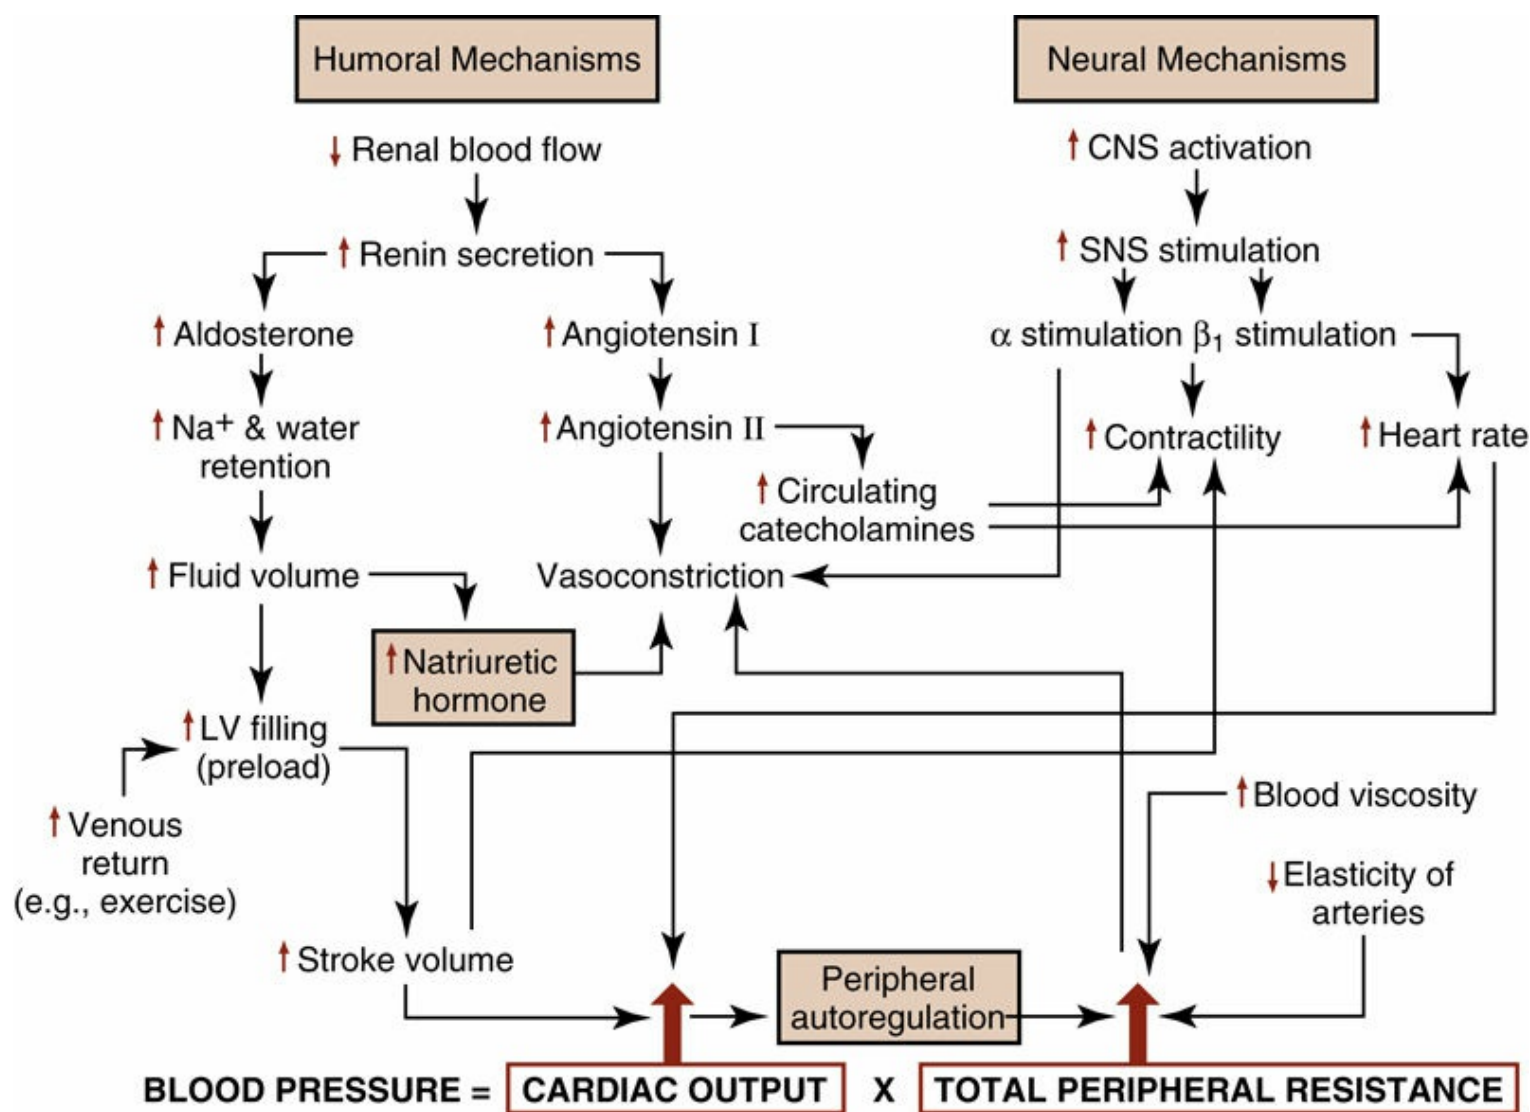 Humoral Mechanisms
Neural Mechanisms
↓ Renal blood flow
↑ CNS activation
↑ Renin secretion
↑ SNS stimulation
↑ Aldosterone
↑ Angiotensin I
α stimulation β₁ stimulation
↑ Na⁺ & water
retention
↑ Angiotensin II
↑ Contractility
↑ Heart rate
↑ Circulating
catecholamines
↑ Fluid volume
Vasoconstriction
↑ Natriuretic
hormone
↑ LV filling
(preload)
↑ Venous
return
(e.g., exercise)
↑ Blood viscosity
↓ Elasticity of
arteries
↑ Stroke volume
Peripheral
autoregulation
BLOOD PRESSURE = CARDIAC OUTPUT X TOTAL PERIPHERAL RESISTANCE